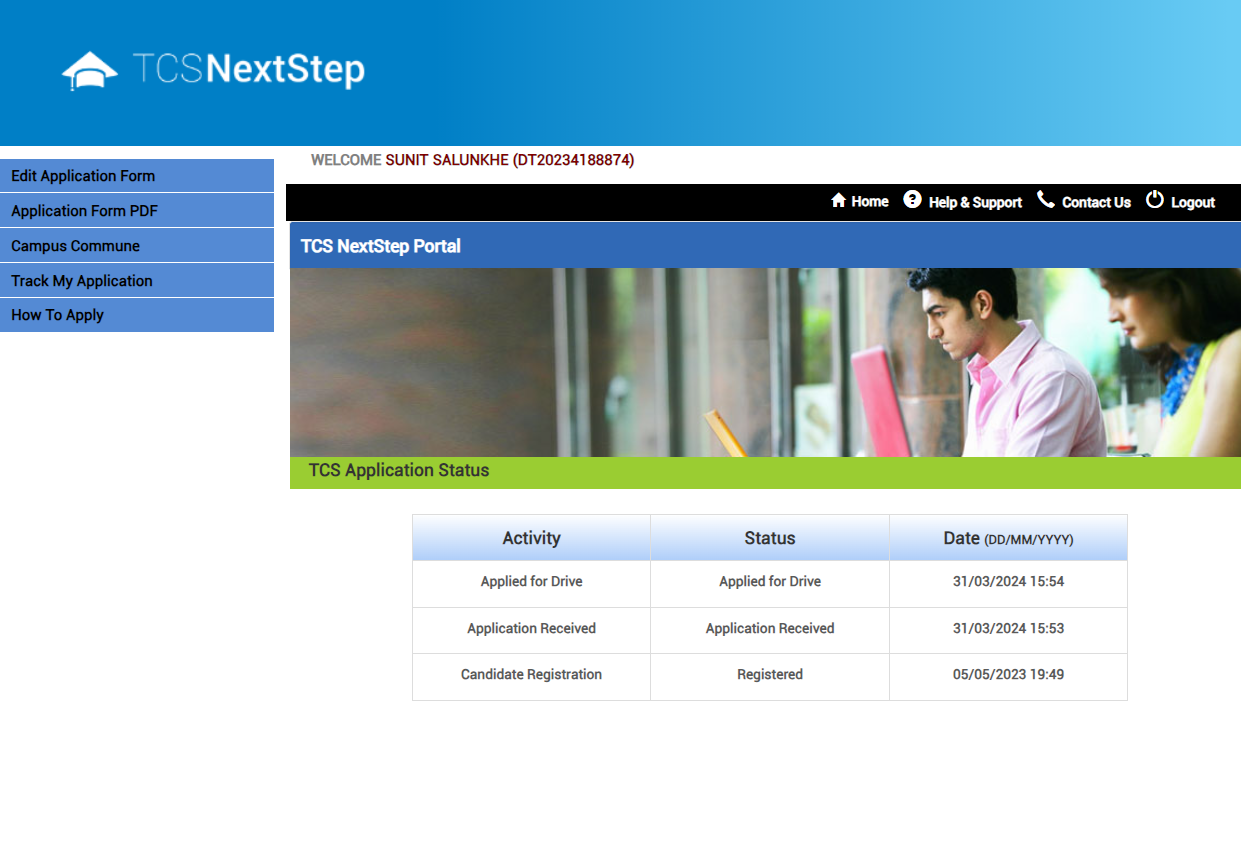 TCSNextStep
WELCOME SUNIT SALUNKHE (DT20234188874)
Edit Application Form
Application Form PDF
Campus Commune
Track My Application
How To Apply
Home Help & Support Contact Us Logout
TCS NextStep Portal
TCS Application Status
Activity Status Date (DD/MM/YYYY)
Applied for Drive Applied for Drive 31/03/2024 15:54
Application Received Application Received 31/03/2024 15:53
Candidate Registration Registered 05/05/2023 19:49